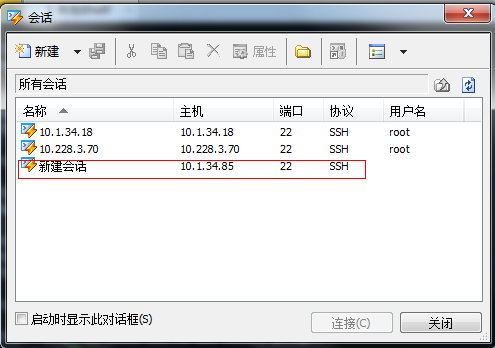 会话
新建 属性
所有会话
名称 主机 端口 协议 用户名
10.1.34.18 10.1.34.18 22 SSH root
10.228.3.70 10.228.3.70 22 SSH root
新建会话 10.1.34.85 22 SSH
启动时显示此对话框(S) 连接(C) 关闭